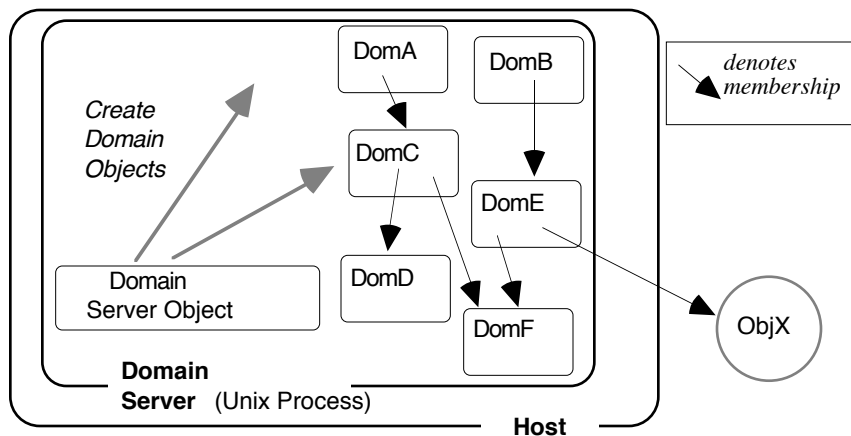 DomA
DomB
denotes
membership
Create
Domain
Objects
DomC
DomE
Domain
Server Object
DomD
DomF
ObjX
Domain
Server (Unix Process)
Host